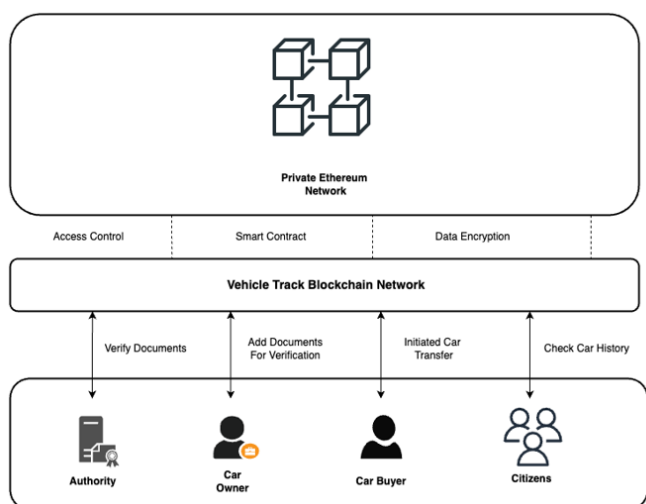 Private Ethereum
Network
Access Control
Smart Contract
Data Encryption
Vehicle Track Blockchain Network
Verify Documents
Add Documents
For Verification
Initiated Car
Transfer
Check Car History
Authority
Car
Owner
Car Buyer
Citizens